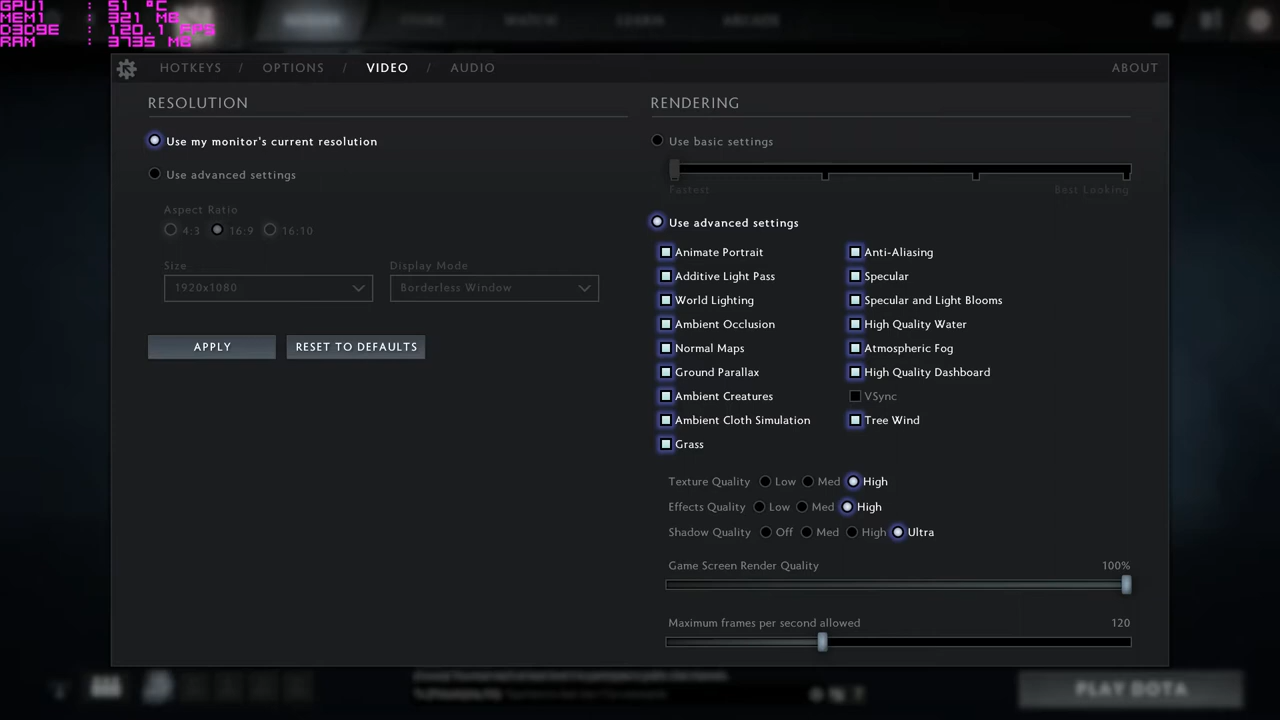 GPU1 : 51 °C
MEM1 : 321 MB
D3D9E : 120.1 FPS
RAM : 3735 MB
WATCH
LEARN
ARCADE
HOTKEYS / OPTIONS / VIDEO / AUDIO
ABOUT
RESOLUTION
Use my monitor's current resolution
Use advanced settings
Aspect Ratio
4:3 16:9 16:10
Size
Display Mode
1920x1080
Borderless Window
APPLY
RESET TO DEFAULTS
RENDERING
Use basic settings
Fastest
Best Looking
Use advanced settings
Animate Portrait
Additive Light Pass
World Lighting
Ambient Occlusion
Normal Maps
Ground Parallax
Ambient Creatures
Ambient Cloth Simulation
Grass
Anti-Aliasing
Specular
Specular and Light Blooms
High Quality Water
Atmospheric Fog
High Quality Dashboard
VSync
Tree Wind
Texture Quality Low Med High
Effects Quality Low Med High
Shadow Quality Off Med High Ultra
Game Screen Render Quality 100%
Maximum frames per second allowed 120
PLAY DOTA